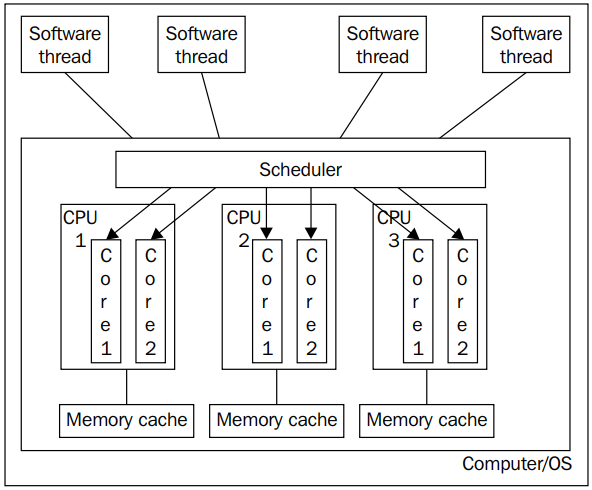 Software
thread
Software
thread
Software
thread
Software
thread
Scheduler
CPU
1
C
o
r
e
1
C
o
r
e
2
CPU
2
C
o
r
e
1
C
o
r
e
2
CPU
3
C
o
r
e
1
C
o
r
e
2
Memory cache
Memory cache
Memory cache
Computer/OS